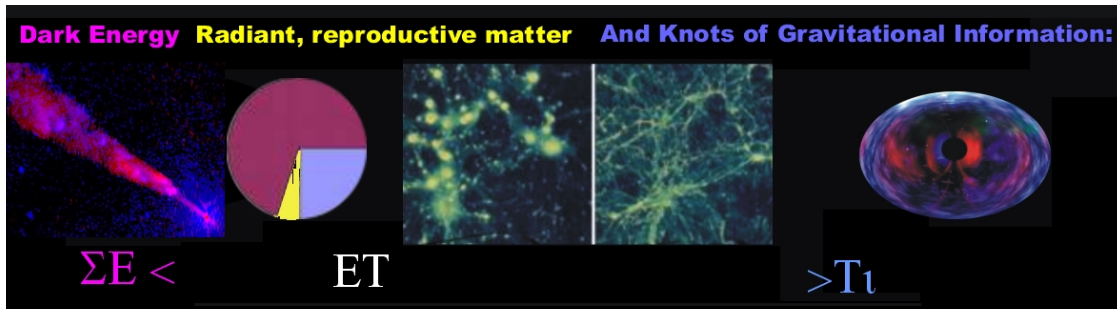 Dark Energy Radiant, reproductive matter And Knots of Gravitational Information:
ΣE < ET >Tι